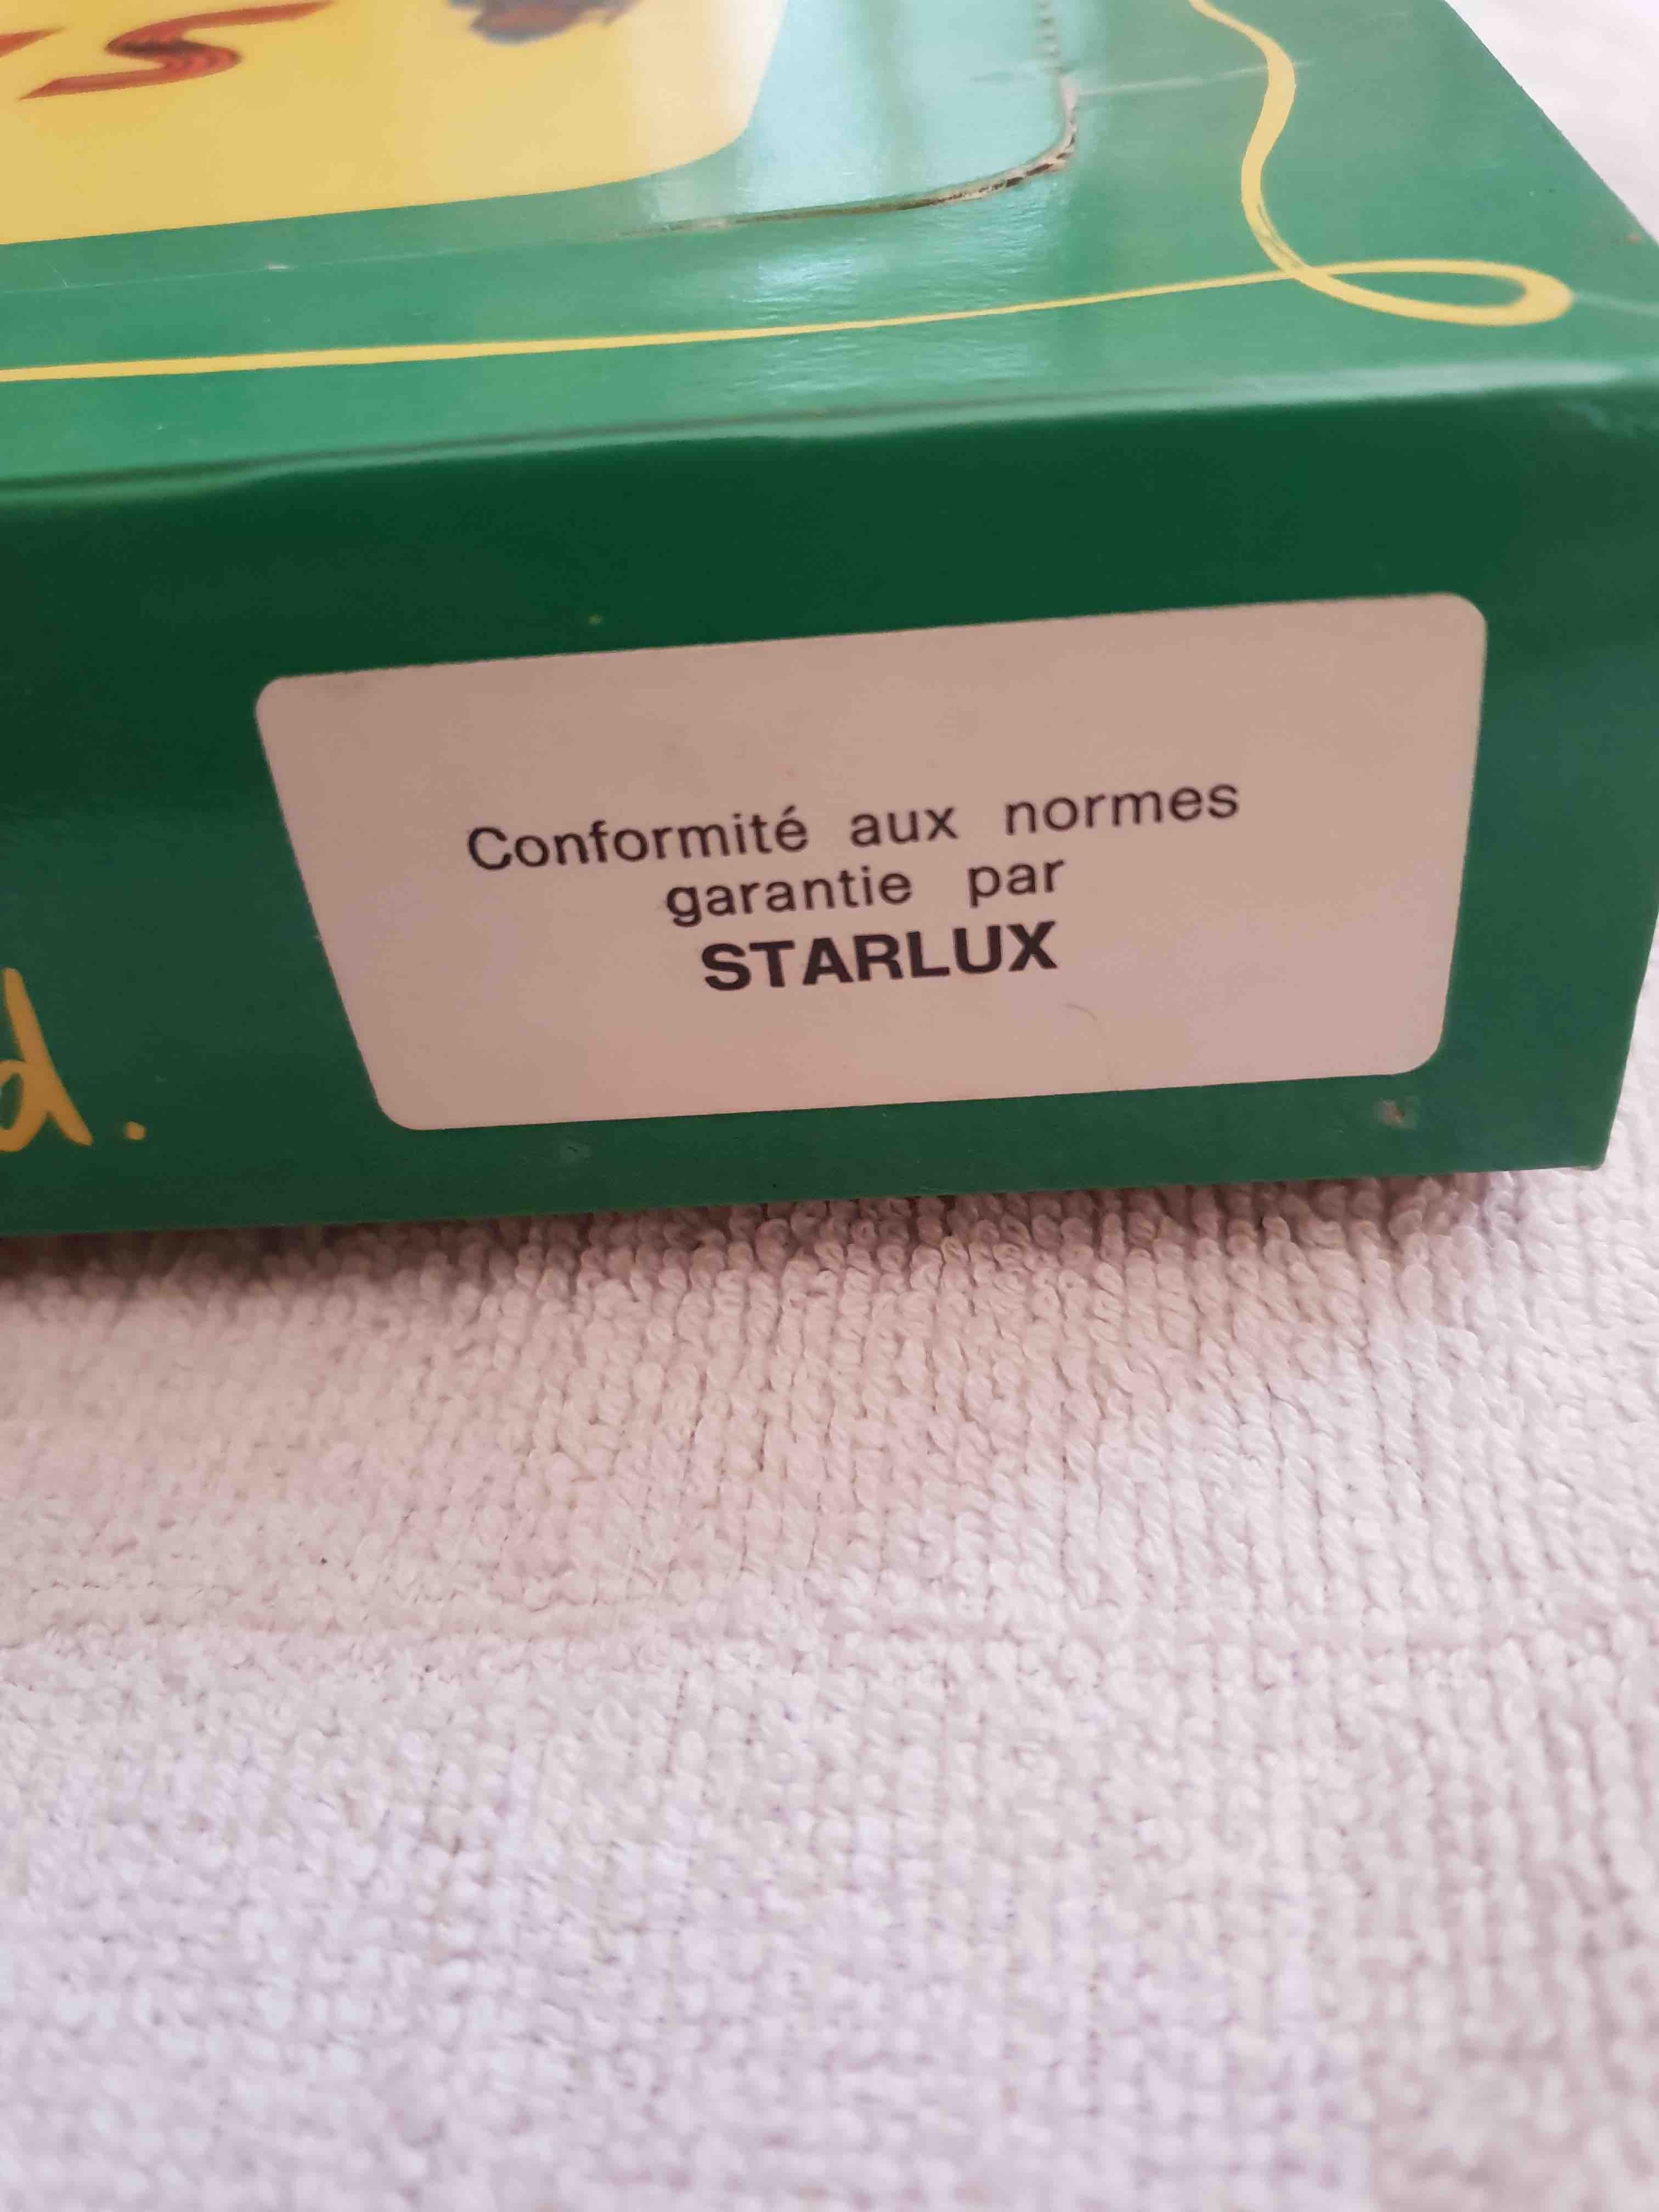 Conformité aux normes
garantie par
STARLUX